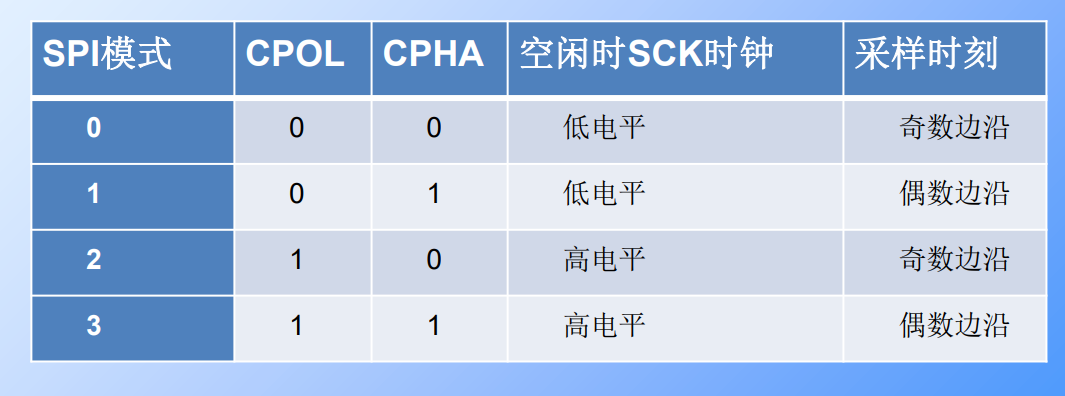 SPI模式 CPOL CPHA 空闲时SCK时钟 采样时刻
0 0 0 低电平 奇数边沿
1 0 1 低电平 偶数边沿
2 1 0 高电平 奇数边沿
3 1 1 高电平 偶数边沿